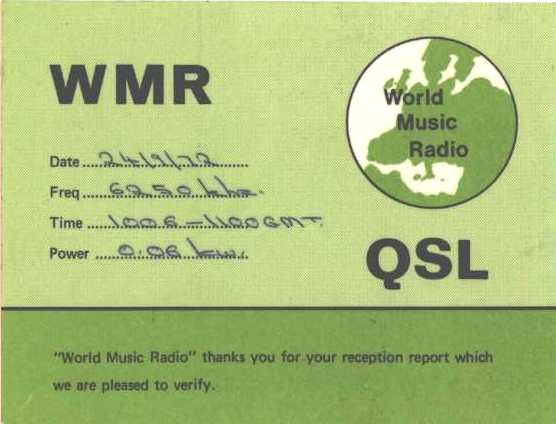 WMR
World
Music
Radio
Date ..... 24/9/72 .....
Freq ..... 6250 khz.
Time ..... 1006-1100 GMT.
Power ..... 0.06 kw.
QSL
"World Music Radio" thanks you for your reception report which
we are pleased to verify.